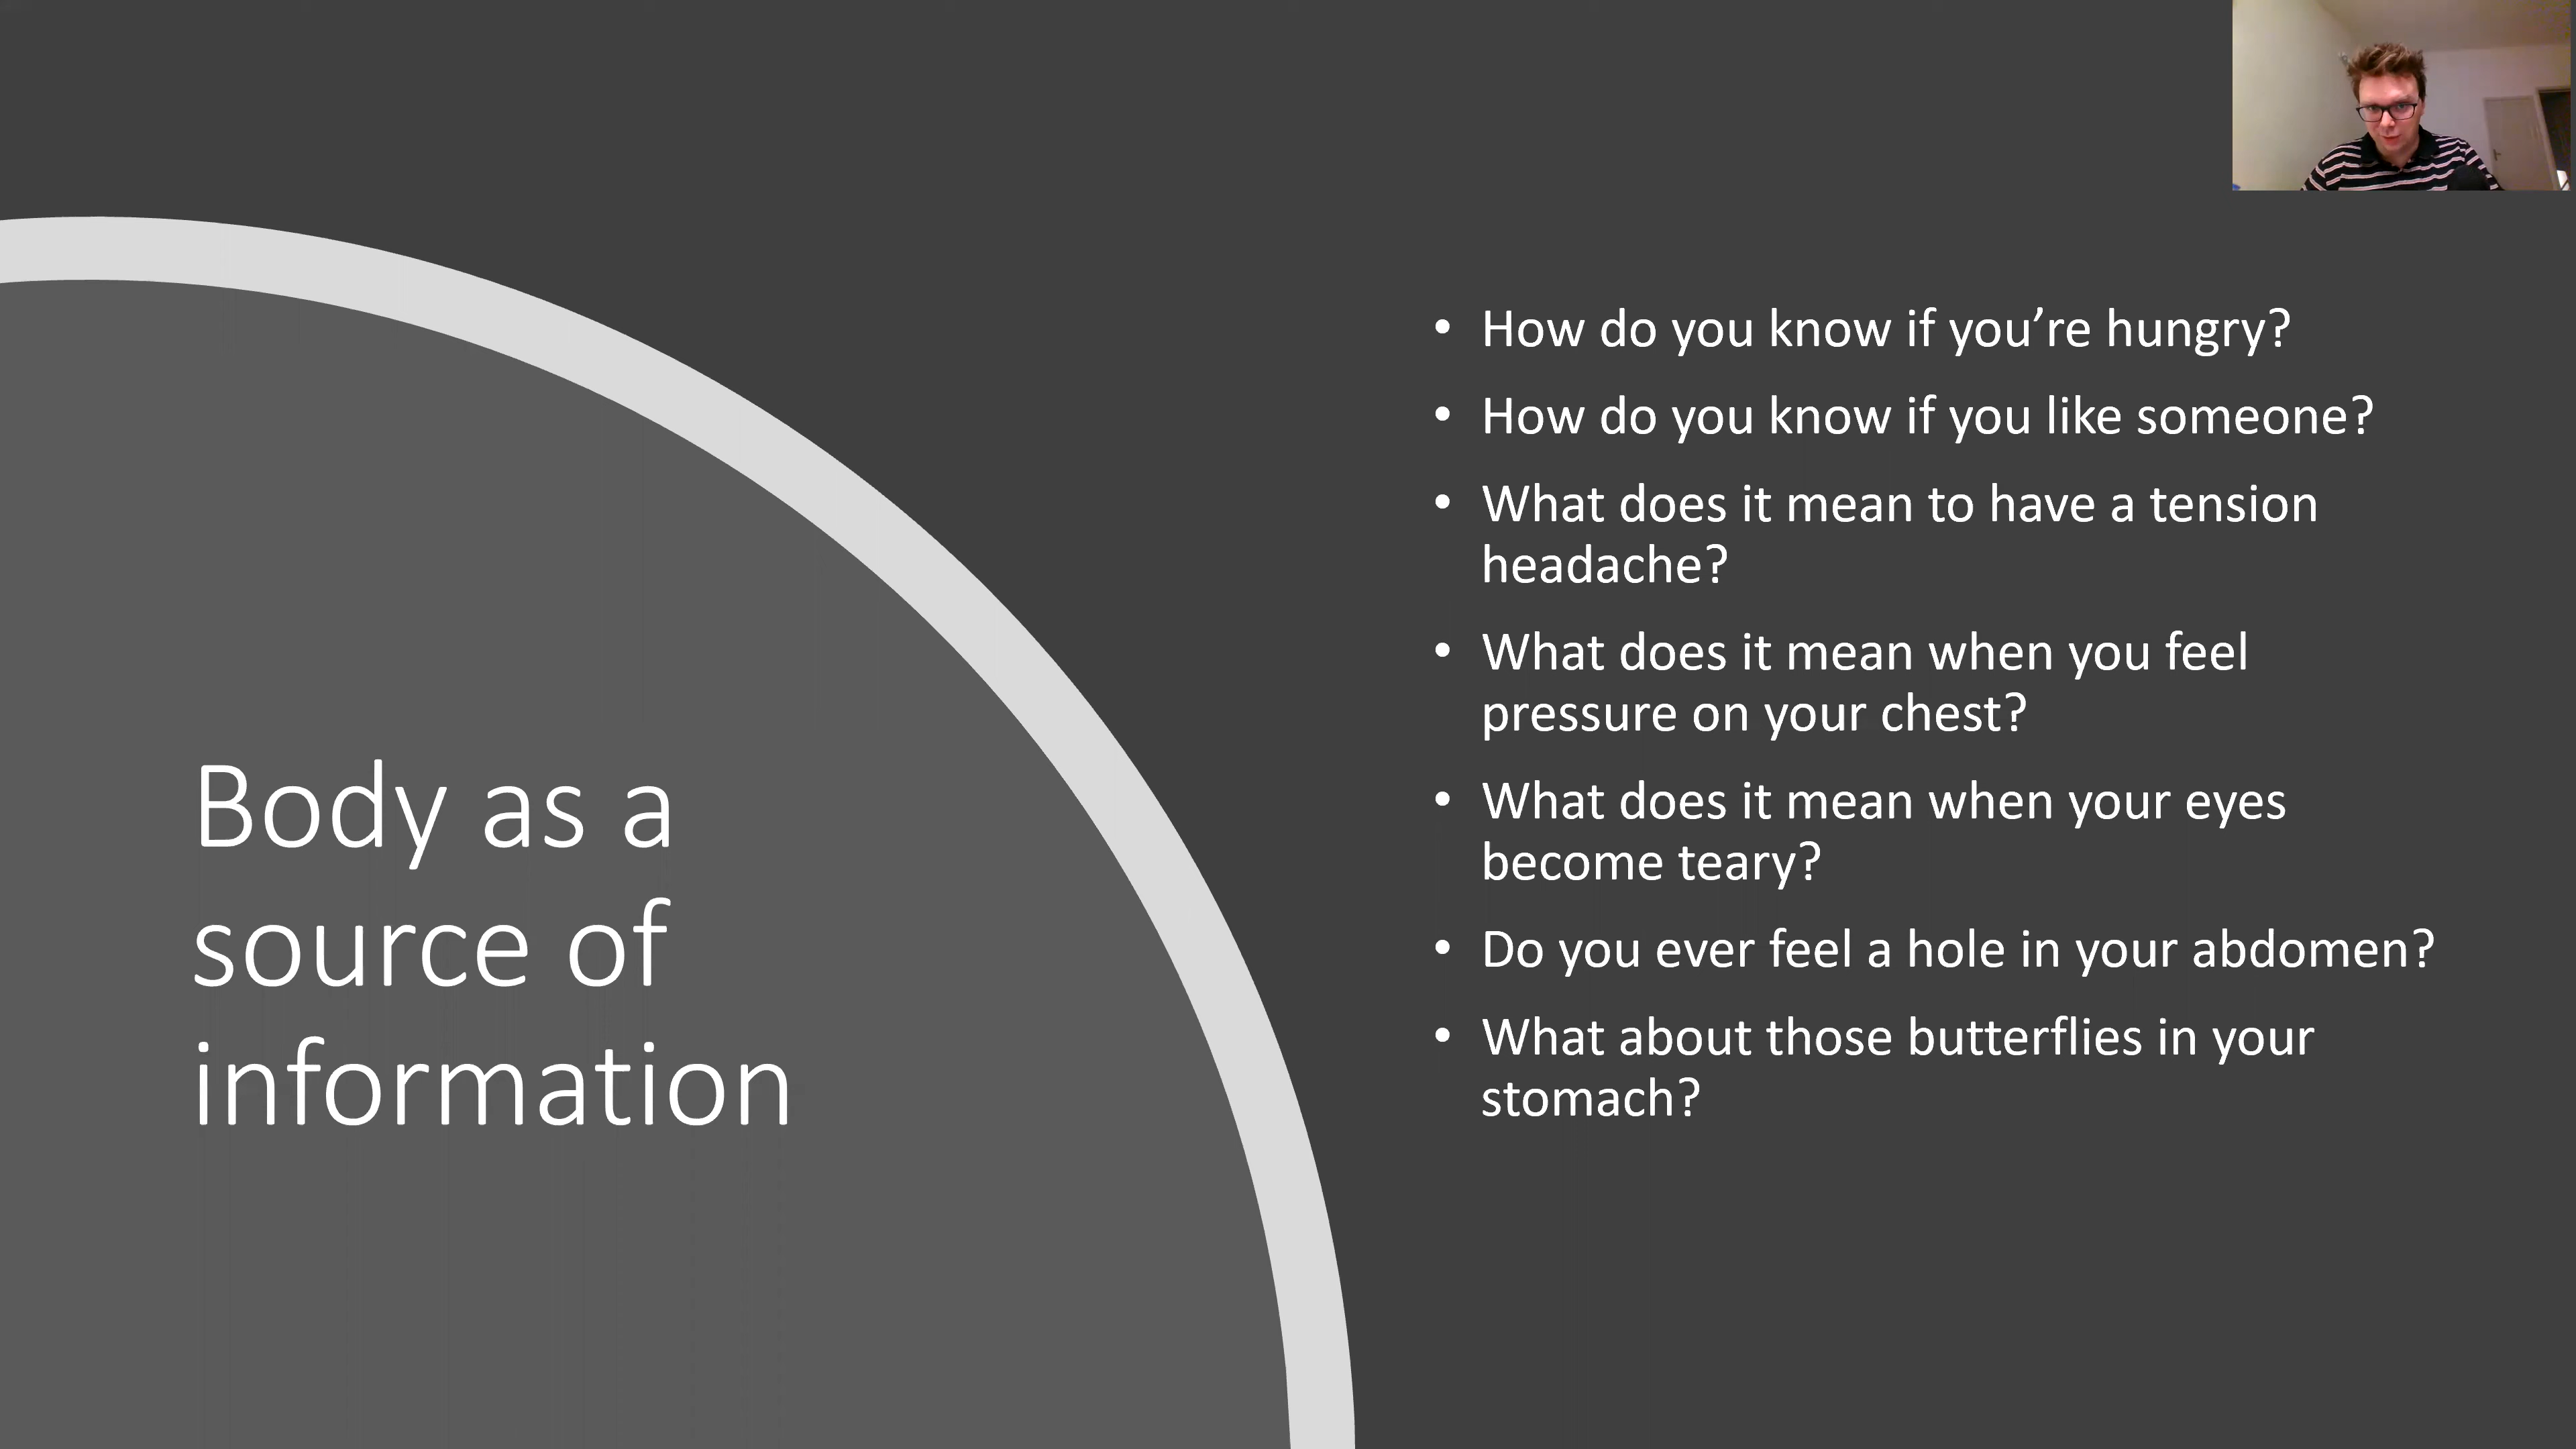 Body as a
source of
information
• How do you know if you’re hungry?
• How do you know if you like someone?
• What does it mean to have a tension
headache?
• What does it mean when you feel
pressure on your chest?
• What does it mean when your eyes
become teary?
• Do you ever feel a hole in your abdomen?
• What about those butterflies in your
stomach?